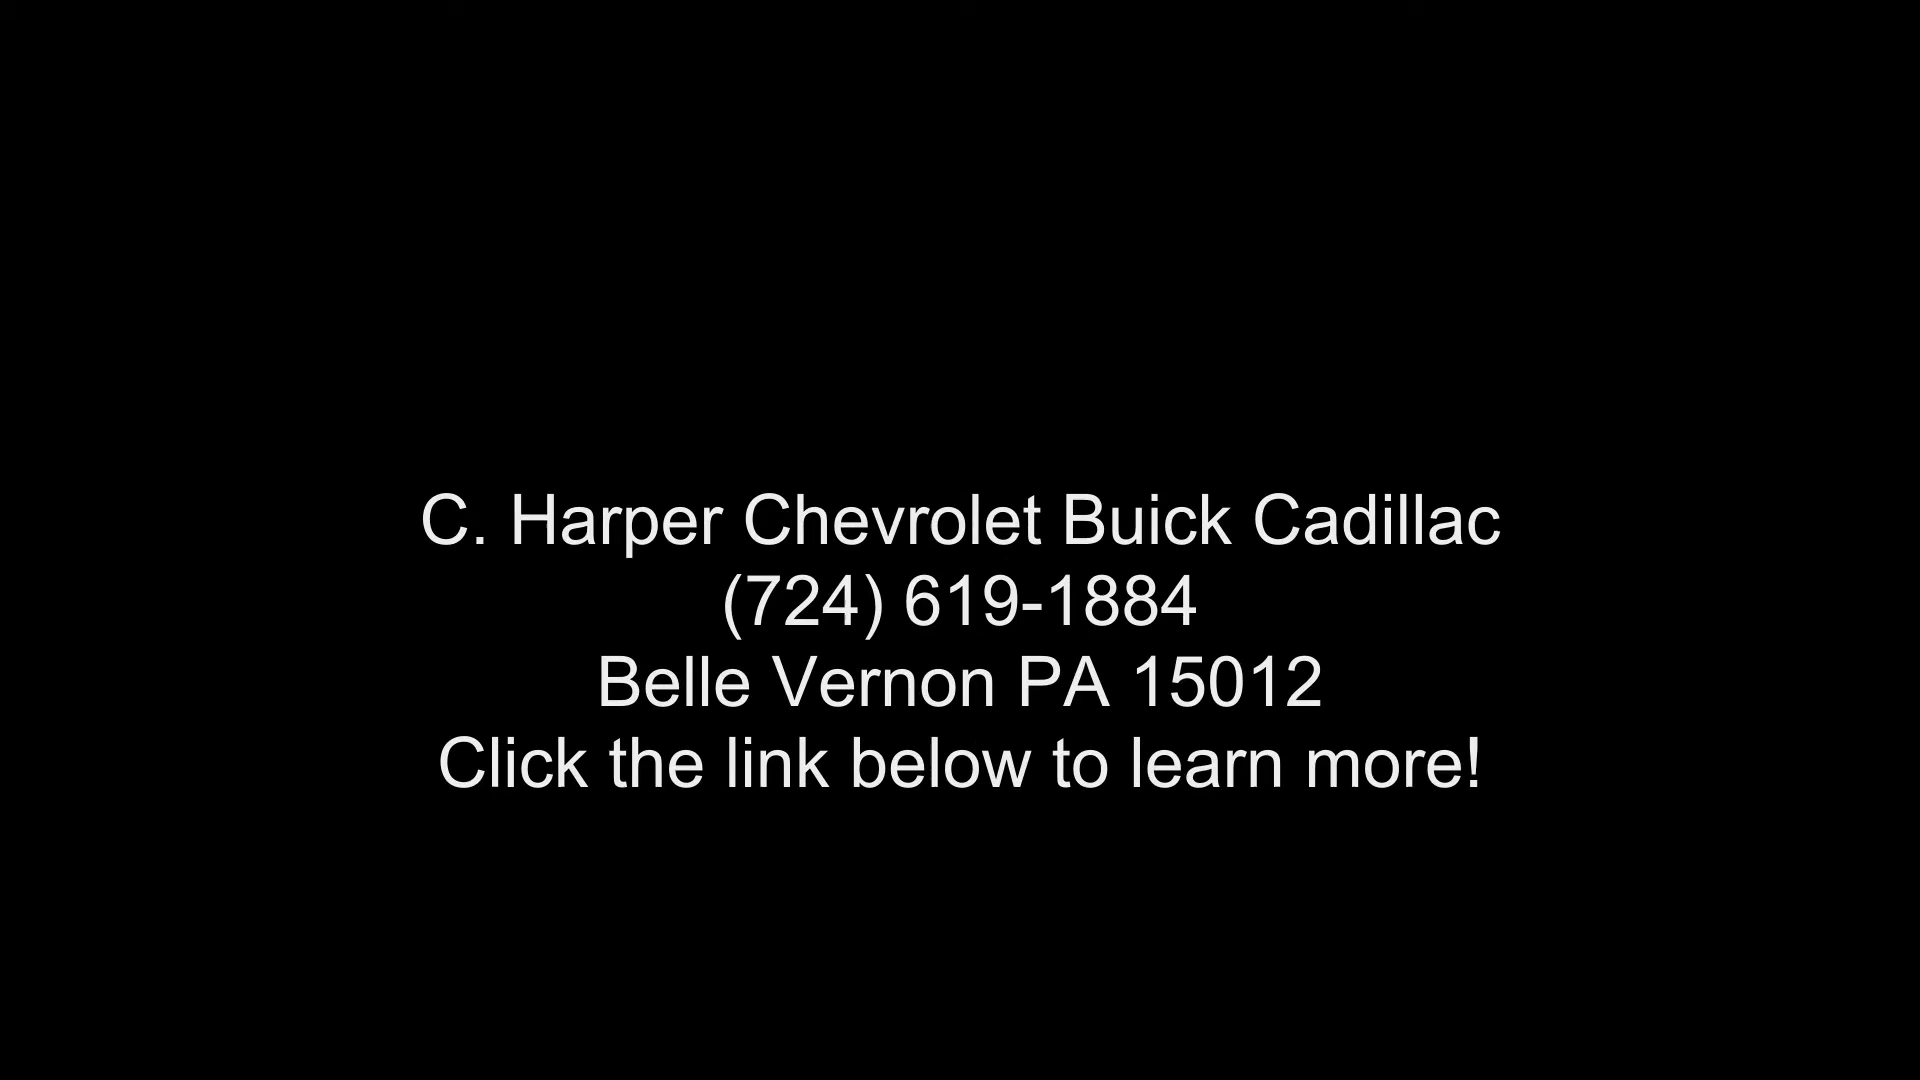 C. Harper Chevrolet Buick Cadillac
(724) 619-1884
Belle Vernon PA 15012
Click the link below to learn more!